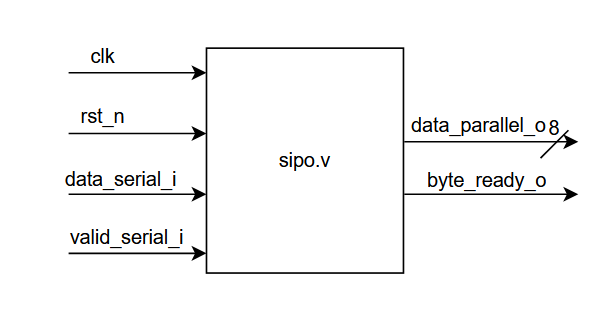 clk
rst_n
data_serial_i
valid_serial_i
sipo.v
data_parallel_o 8
byte_ready_o